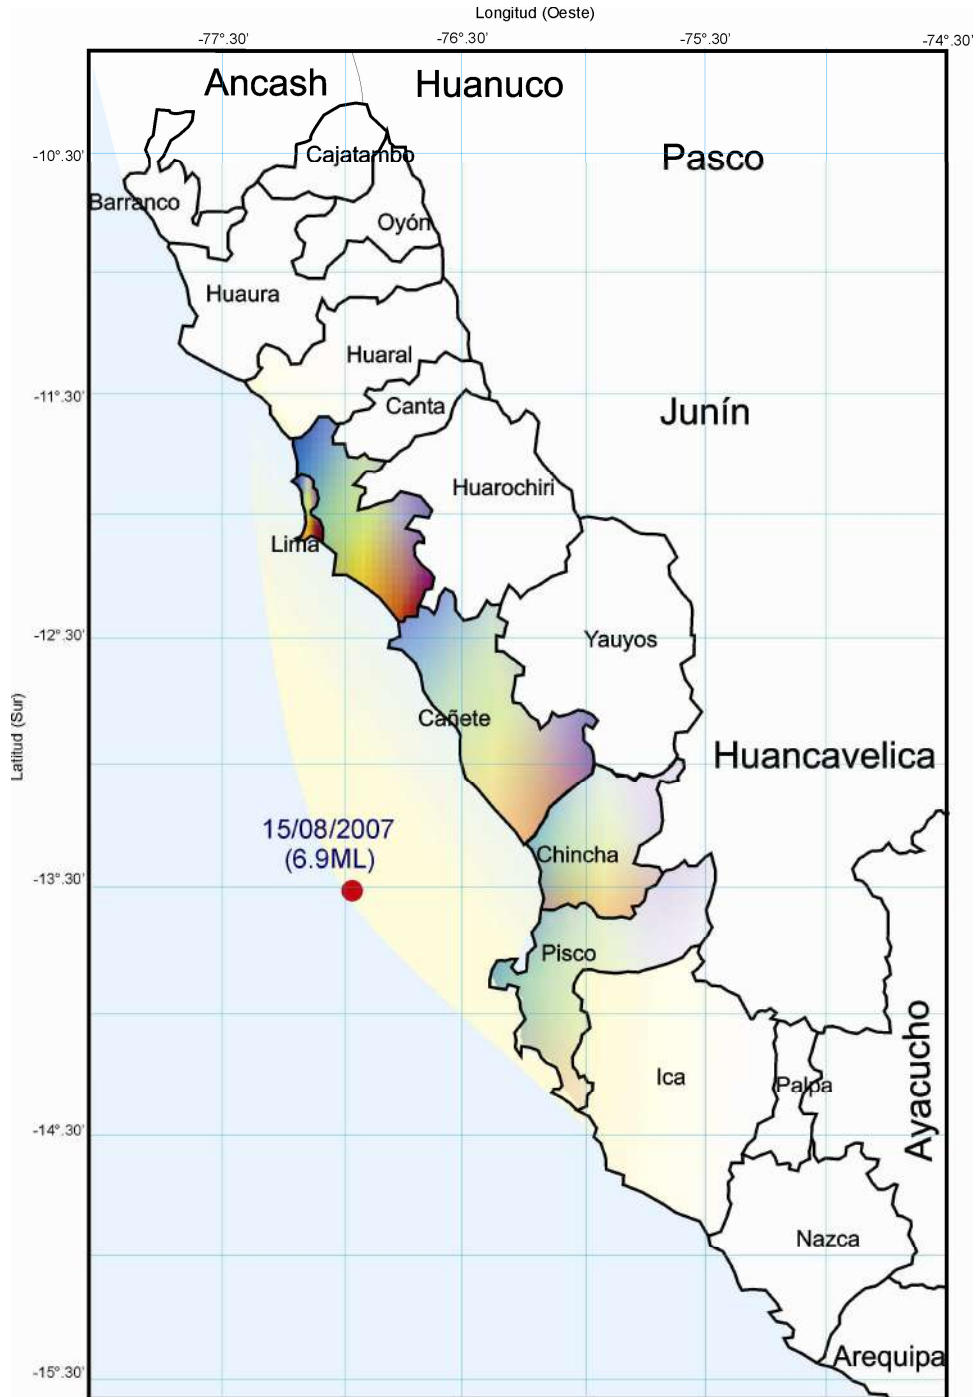 Longitud (Oeste)
-77°.30'
-76°.30'
-75°.30'
-74°.30'
Ancash
Huanuco
-10°.30'
Cajatambo
Pasco
Barranco
Oyón
Huaura
Huaral
-11°.30'
Canta
Junín
Huarochiri
Lima
-12°.30'
Yauyos
Latitud (Sur)
Cañete
Huancavelica
15/08/2007
(6.9ML)
Chincha
-13°.30'
Pisco
Ica
Palpa
Ayacucho
-14°.30'
Nazca
Arequipa
-15°.30'